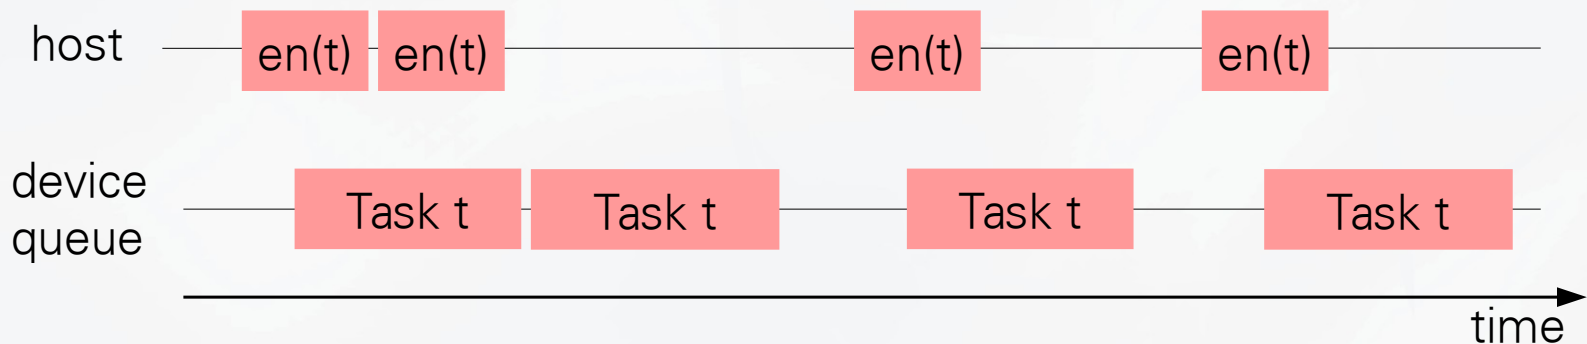 host en(t) en(t) en(t) en(t)
device
queue
Task t Task t Task t Task t
time